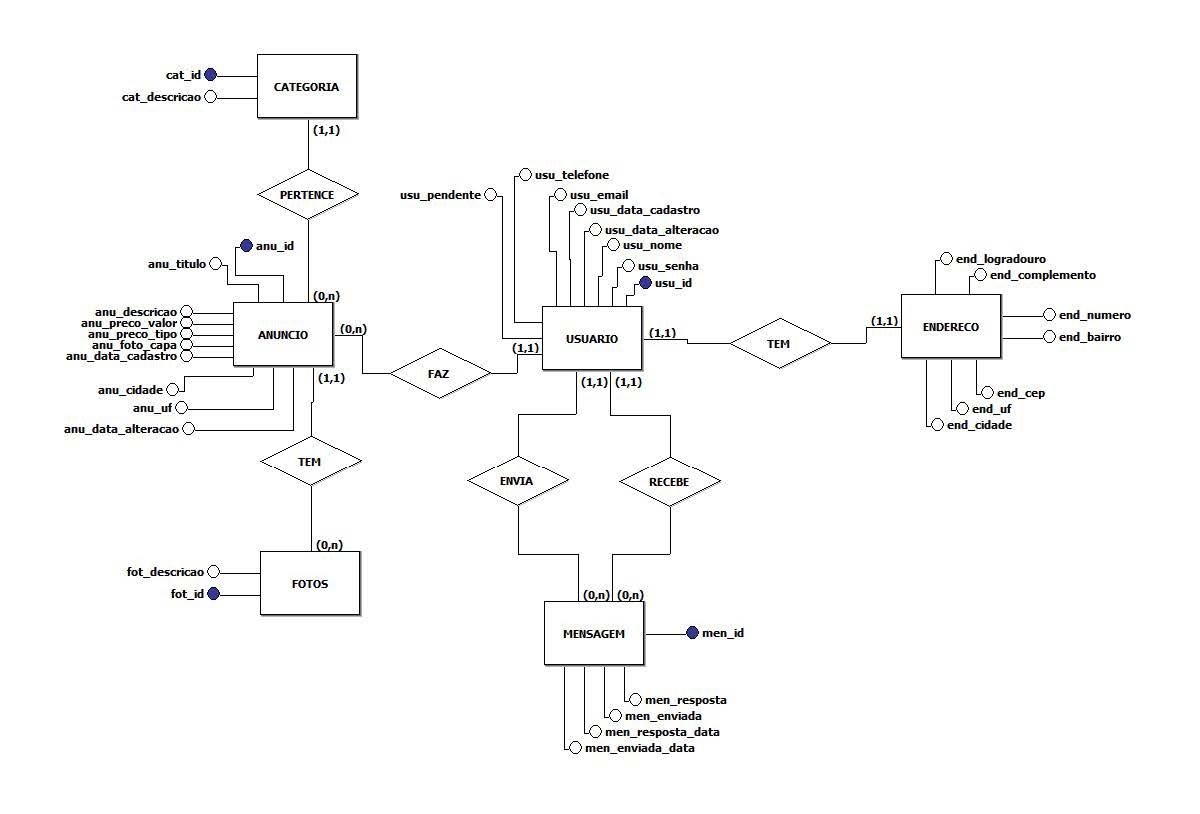 cat_id
cat_descricao
CATEGORIA
(1,1)
PERTENCE
anu_id
anu_titulo
(0,n)
anu_descricao
anu_preco_valor
anu_preco_tipo
anu_foto_capa
anu_data_cadastro
ANUNCIO
(0,n)
(1,1)
anu_cidade
anu_uf
anu_data_alteracao
TEM
(0,n)
fot_descricao
fot_id
FOTOS
FAZ
usu_telefone
usu_pendente
usu_email
usu_data_cadastro
usu_data_alteracao
usu_nome
usu_senha
usu_id
USUARIO
(1,1)
(1,1)
(1,1)
(1,1)
TEM
(1,1)
end_logradouro
end_complemento
ENDERECO
end_numero
end_bairro
end_cep
end_uf
end_cidade
ENVIA
RECEBE
(0,n)
(0,n)
MENSAGEM
men_id
men_resposta
men_enviada
men_resposta_data
men_enviada_data